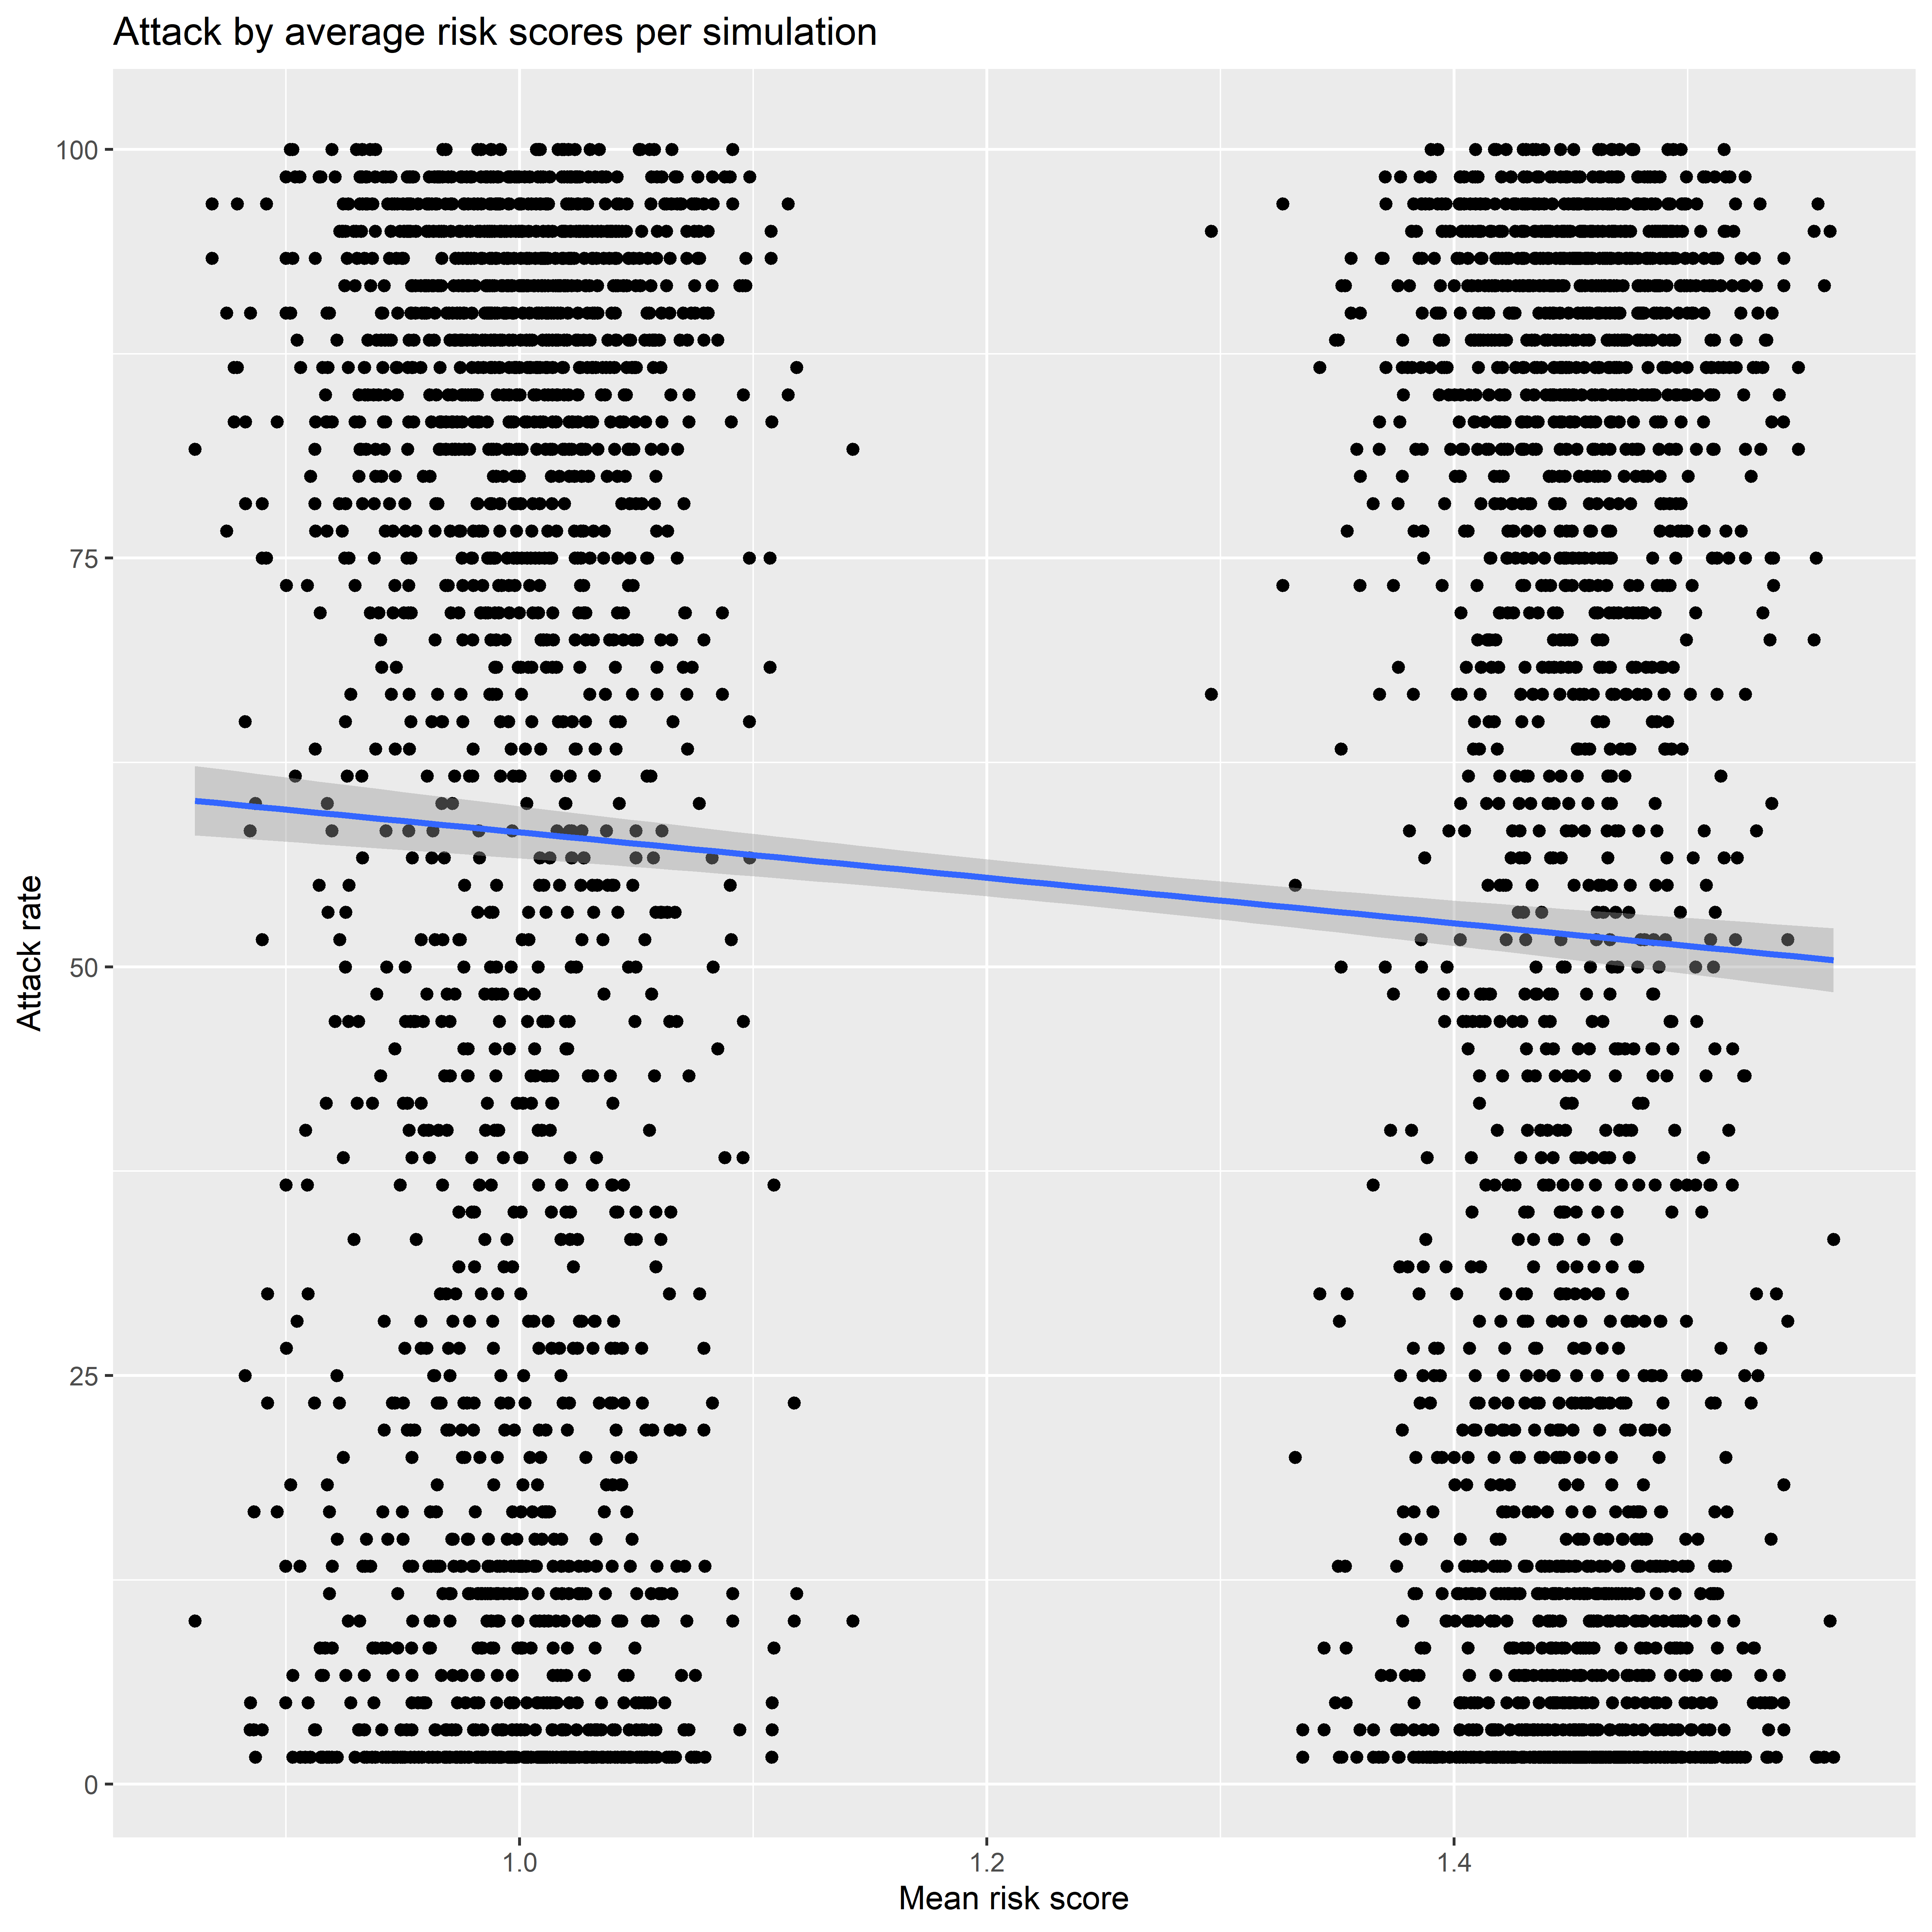 Attack by average risk scores per simulation
100
75
50
25
0
Attack rate
1.0 1.2 1.4
Mean risk score